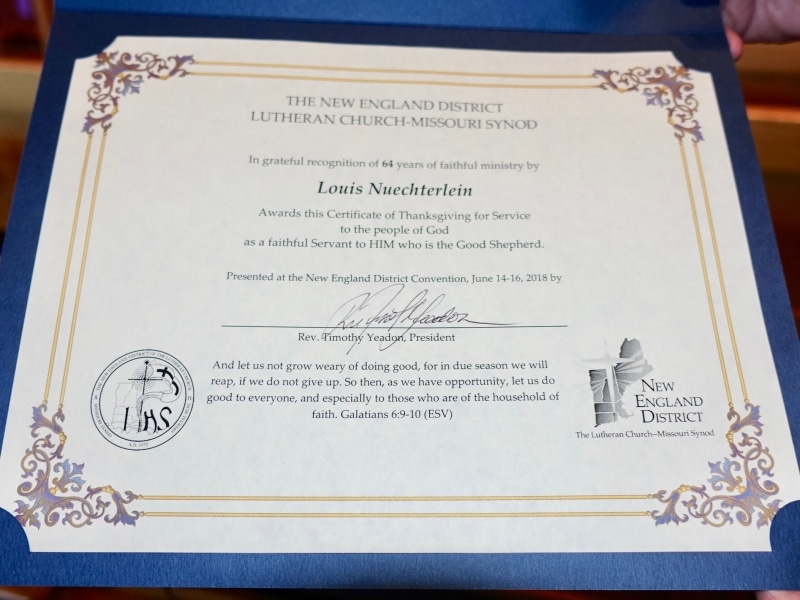 THE NEW ENGLAND DISTRICT
LUTHERAN CHURCH-MISSOURI SYNOD
In grateful recognition of 64 years of faithful ministry by
Louis Nuechterlein
Awards this Certificate of Thanksgiving for Service
to the people of God
as a faithful Servant to HIM who is the Good Shepherd.
Presented at the New England District Convention, June 14-16, 2018 by
Rev. Timothy Yeadon, President
And let us not grow weary of doing good, for in due season we will
reap, if we do not give up. So then, as we have opportunity, let us do
good to everyone, and especially to those who are of the household of
faith. Galatians 6:9-10 (ESV)
IHS
NEW
ENGLAND
DISTRICT
The Lutheran Church–Missouri Synod